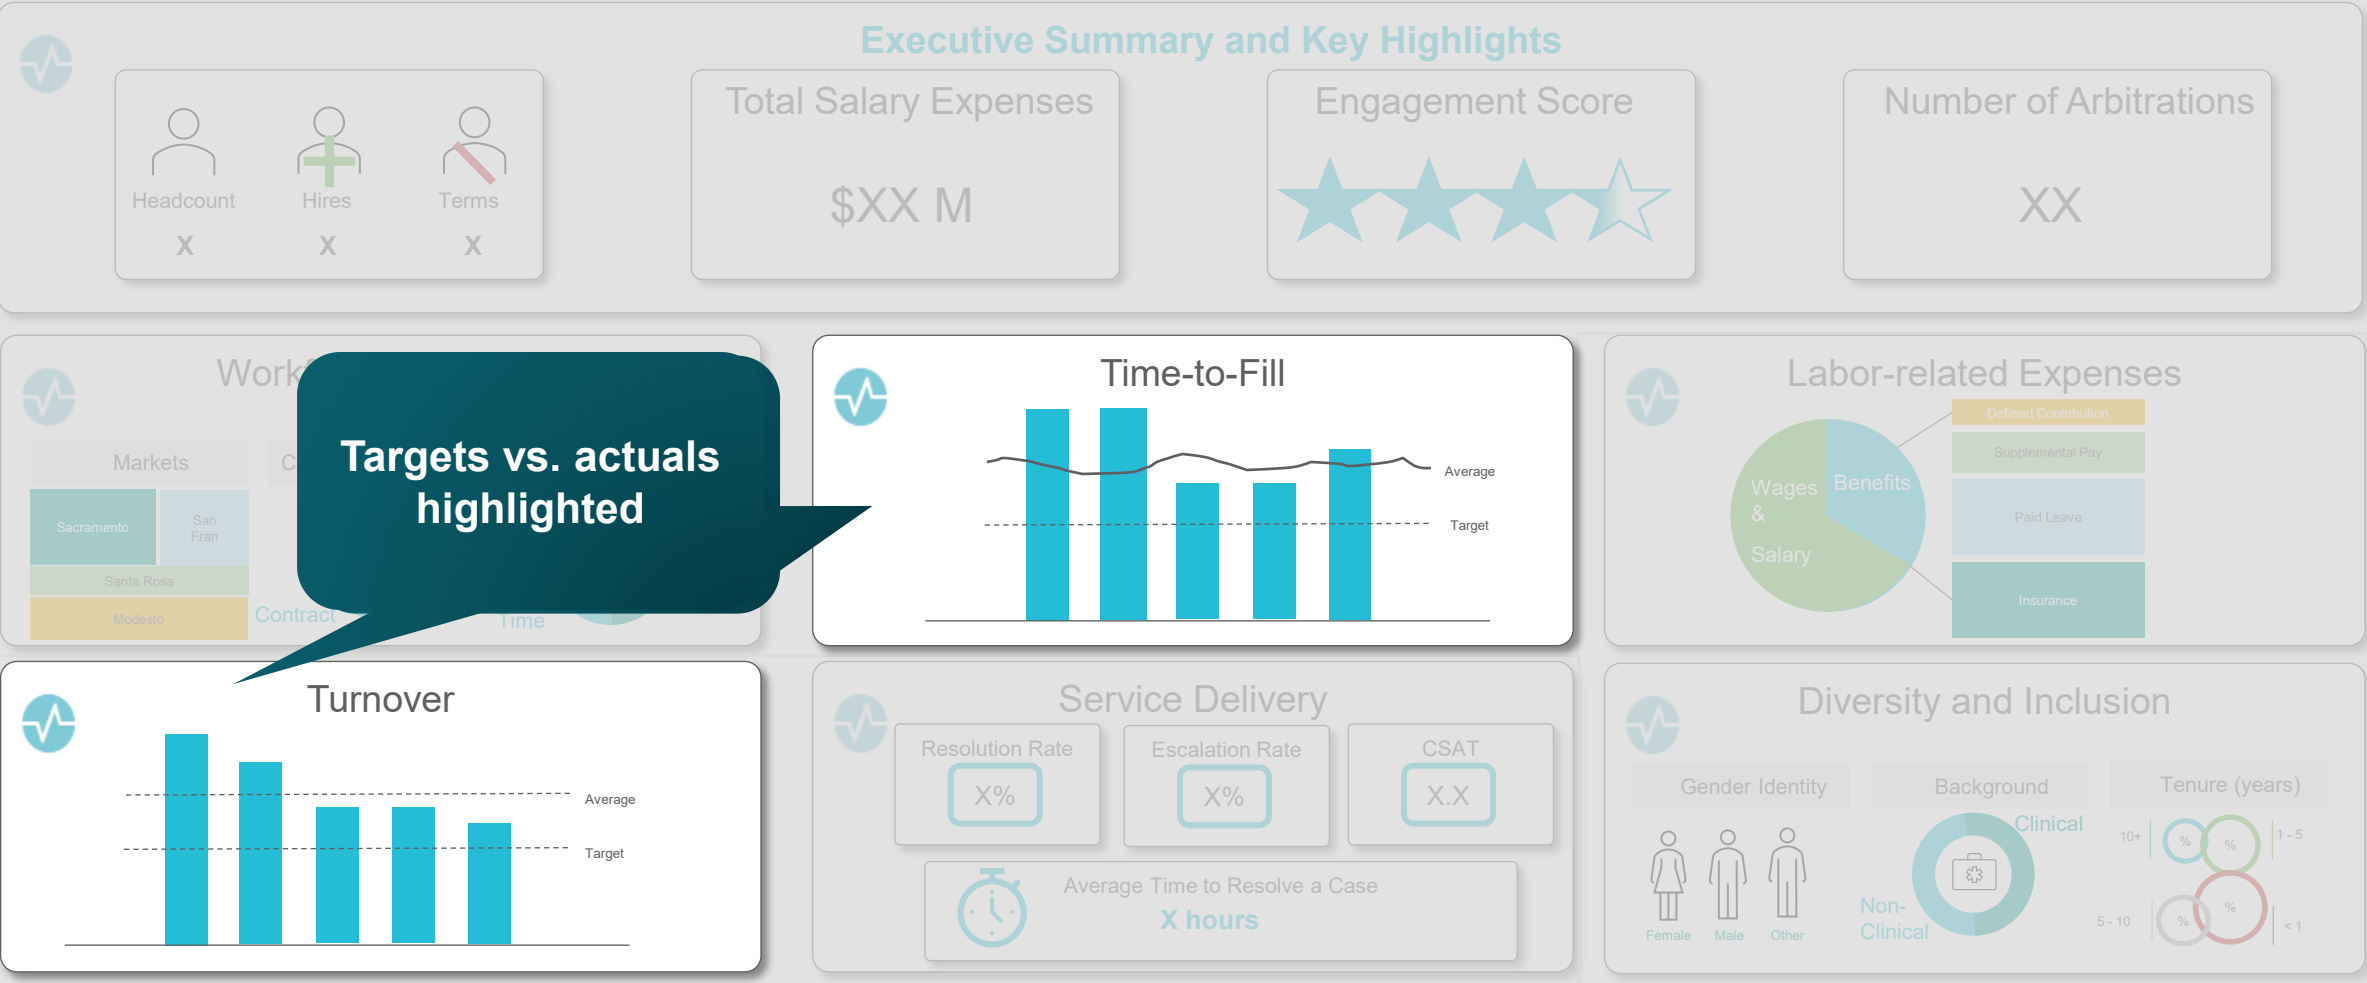 Executive Summary and Key Highlights
Headcount
Hires
Terms
X
X
X
Total Salary Expenses
$XX M
Engagement Score
Number of Arbitrations
XX
Markets
Sacramento
San
Fran
Santa Rosa
Modesto
Contract
Time
Targets vs. actuals
highlighted
Time-to-Fill
Average
Target
Labor-related Expenses
Wages
&
Salary
Benefits
Defined Contribution
Supplemental Pay
Paid Leave
Insurance
Turnover
Average
Target
Service Delivery
Resolution Rate
X%
Escalation Rate
X%
CSAT
X.X
Average Time to Resolve a Case
X hours
Diversity and Inclusion
Gender Identity
Female
Male
Other
Background
Clinical
Non-
Clinical
Tenure (years)
10+
%
%
1 - 5
5 - 10
%
%
< 1